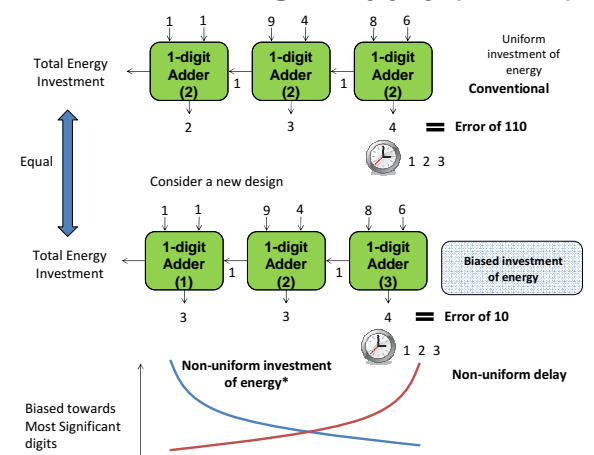 1 1 9 4 8 6
Uniform
investment of
energy
Conventional
Total Energy
Investment
1-digit
Adder
(2)
1
1-digit
Adder
(2)
1
1-digit
Adder
(2)
2 3 4 = Error of 110
1 2 3
Equal
Consider a new design
1 1 9 4 8 6
Total Energy
Investment
1-digit
Adder
(1)
1
1-digit
Adder
(2)
1
1-digit
Adder
(3)
Biased investment
of energy
3 3 4 = Error of 10
1 2 3
Non-uniform investment
of energy*
Non-uniform delay
Biased towards
Most Significant
digits